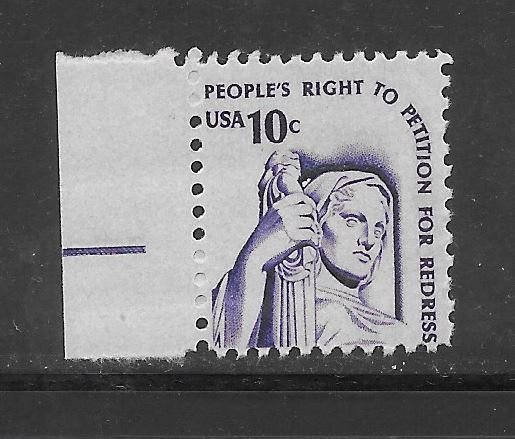 PEOPLE'S RIGHT TO PETITION FOR REDRESS
USA 10c